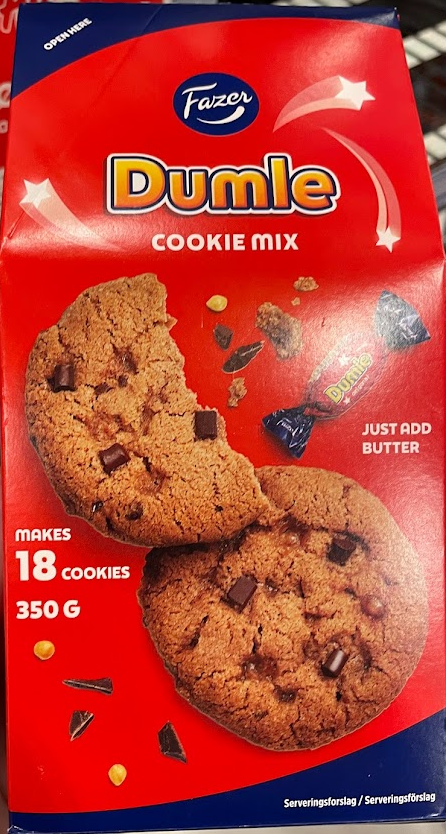 OPEN HERE
Fazer
Dumle
COOKIE MIX
Dumle
JUST ADD
BUTTER
MAKES
18 COOKIES
350 G
Serveringsforslag / Serveringsförslag